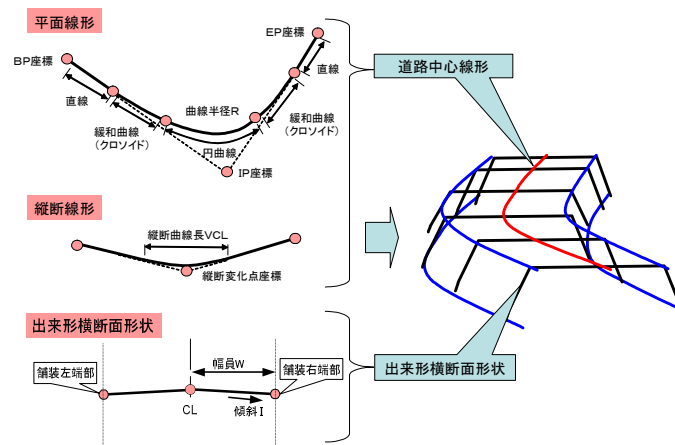 平面線形
BP座標
EP座標
直線
直線
曲線半径R
緩和曲線
(クロソイド)
緩和曲線
(クロソイド)
円曲線
IP座標
道路中心線形
縦断線形
縦断曲線長VCL
縦断変化点座標
出来形横断面形状
幅員W
舗装左端部
舗装右端部
CL
傾斜I
出来形横断面形状